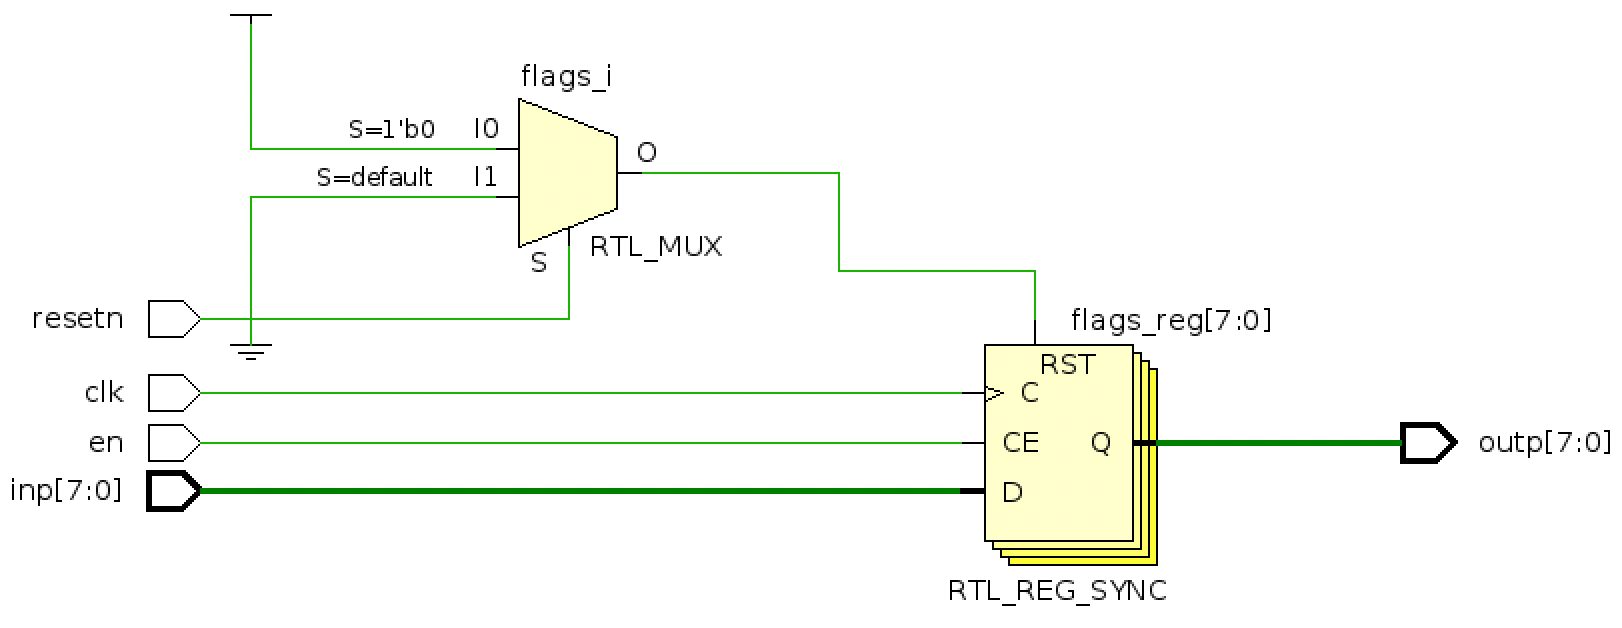 flags_i
S=1'b0 I0
O
S=default I1
RTL_MUX
S
resetn
flags_reg[7:0]
RST
clk
C
en
CE Q
outp[7:0]
inp[7:0]
D
RTL_REG_SYNC